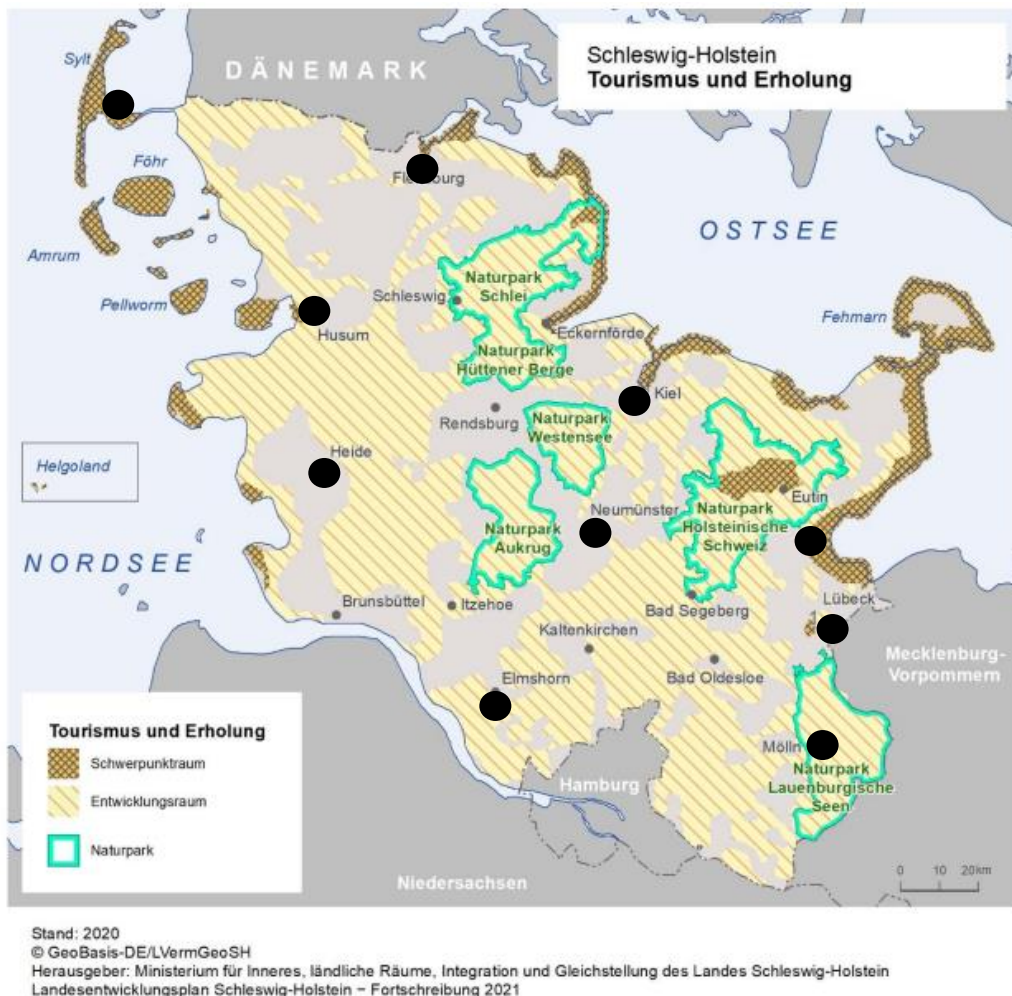 Schleswig-Holstein
Tourismus und Erholung
Sylt
DÄNEMARK
Föhr
Flensburg
OSTSEE
Amrum
Naturpark
Schlei
Schleswig
Pellworm
Fehmarn
Husum
Eckernförde
Naturpark
Hüttener Berge
Kiel
Rendsburg
Naturpark
Westensee
Heide
Helgoland
Eutin
Neumünster
Naturpark
Holsteinische
Schweiz
Naturpark
Aukrug
NORDSEE
Brunsbüttel
Itzehoe
Bad Segeberg
Lübeck
Kaltenkirchen
Mecklenburg-
Vorpommern
Elmshorn
Bad Oldesloe
Tourismus und Erholung
Schwerpunktraum
Entwicklungsraum
Naturpark
Mölln
Naturpark
Lauenburgische
Seen
Hamburg
Niedersachsen
0 10 20km
Stand: 2020
© GeoBasis-DE/LVermGeoSH
Herausgeber: Ministerium für Inneres, ländliche Räume, Integration und Gleichstellung des Landes Schleswig-Holstein
Landesentwicklungsplan Schleswig-Holstein – Fortschreibung 2021